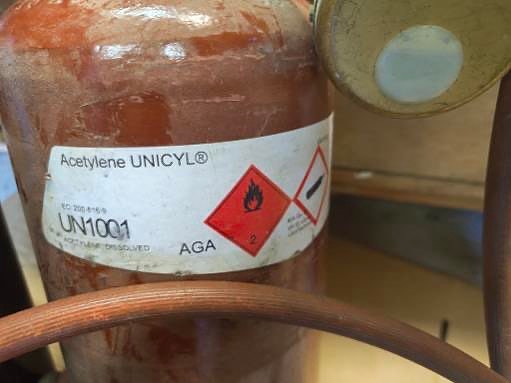 Acetylene UNICYL®
EC: 200-816-9
UN1001
ACETYLENE, DISSOLVED
AGA
2